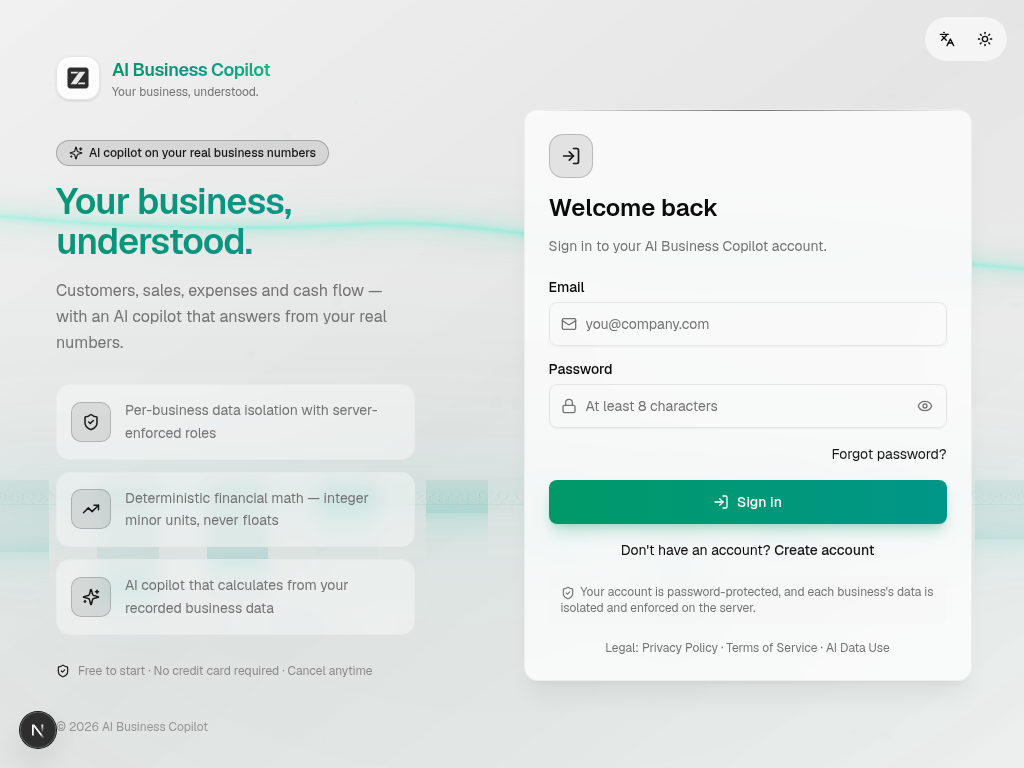 AI Business Copilot
Your business, understood.
AI copilot on your real business numbers
Your business,
understood.
Customers, sales, expenses and cash flow —
with an AI copilot that answers from your real
numbers.
Per-business data isolation with server-
enforced roles
Deterministic financial math — integer
minor units, never floats
AI copilot that calculates from your
recorded business data
Free to start · No credit card required · Cancel anytime
© 2026 AI Business Copilot
Welcome back
Sign in to your AI Business Copilot account.
Email
you@company.com
Password
At least 8 characters
Forgot password?
Sign in
Don't have an account? Create account
Your account is password-protected, and each business's data is
isolated and enforced on the server.
Legal: Privacy Policy · Terms of Service · AI Data Use